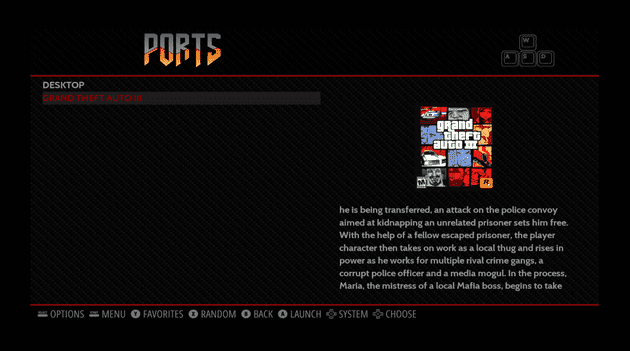 PORTS
W
A S D
DESKTOP
GRAND THEFT AUTO III
grand
theft
auto III
he is being transferred, an attack on the police convoy
aimed at kidnapping an unrelated prisoner sets him free.
With the help of a fellow escaped prisoner, the player
character then takes on work as a local thug and rises in
power as he works for multiple rival crime gangs, a
corrupt police officer and a media mogul. In the process,
Maria, the mistress of a local Mafia boss, begins to take
OPTIONS MENU Y FAVORITES X RANDOM B BACK A LAUNCH SYSTEM CHOOSE